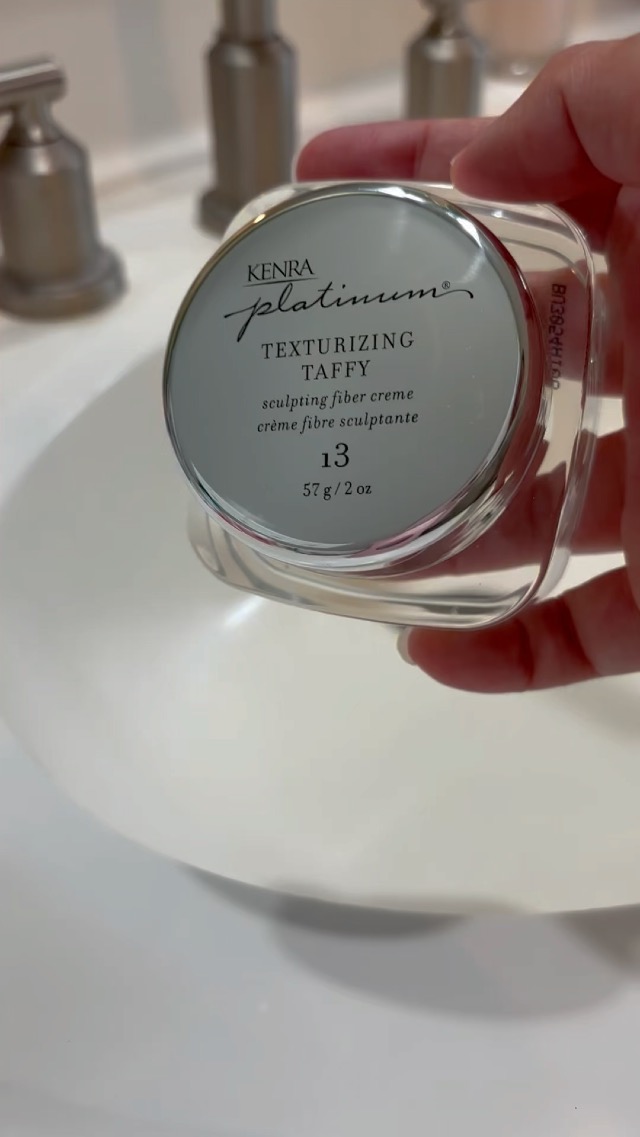 KENRA
platinum®
TEXTURIZING
TAFFY
sculpting fiber creme
crème fibre sculptante
13
57 g / 2 oz